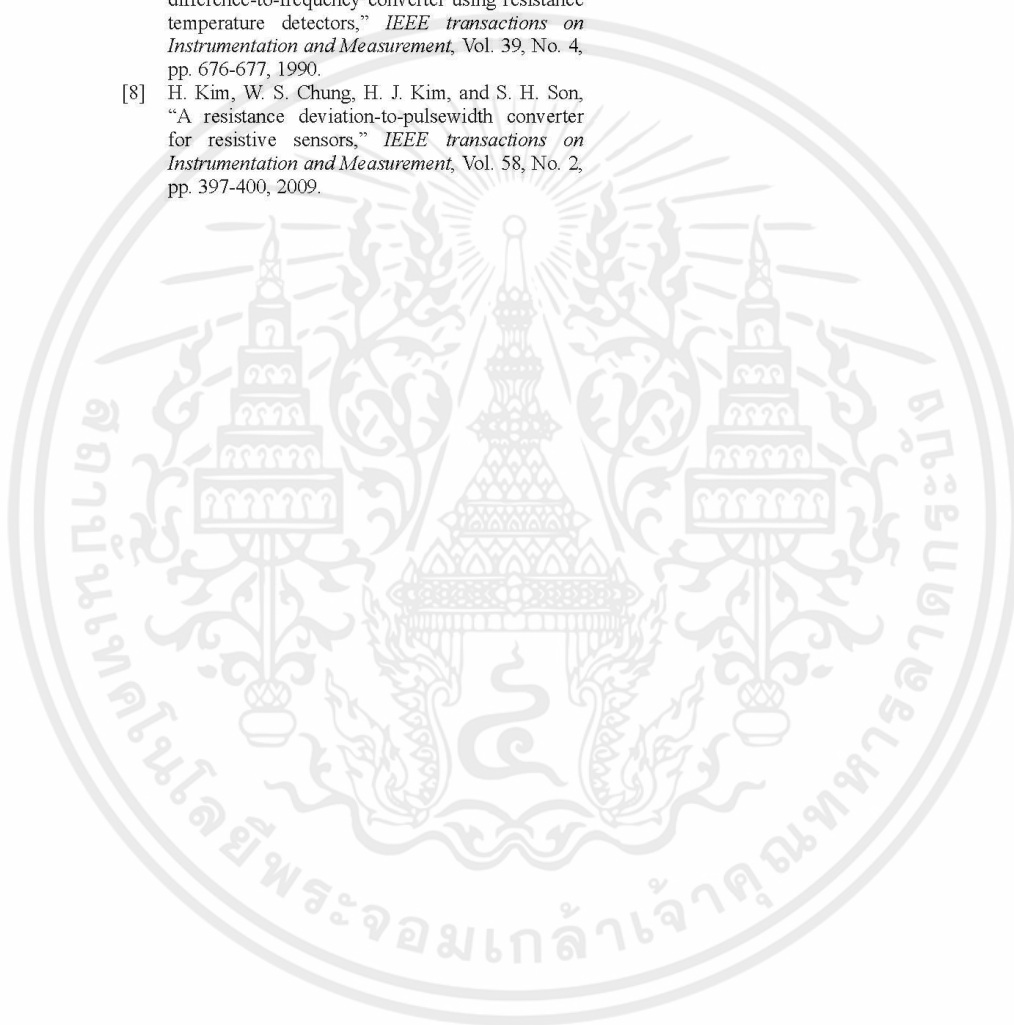 difference-to-frequency converter using resistance
temperature detectors,” IEEE transactions on
Instrumentation and Measurement, Vol. 39, No. 4,
pp. 676-677, 1990.
[8] H. Kim, W. S. Chung, H. J. Kim, and S. H. Son,
“A resistance deviation-to-pulsewidth converter
for resistive sensors,” IEEE transactions on
Instrumentation and Measurement, Vol. 58, No. 2,
pp. 397-400, 2009.
๔
สถาบันเทคโนโลยีพระจอมเกล้าเจ้าคุณทหารลาดกระบัง